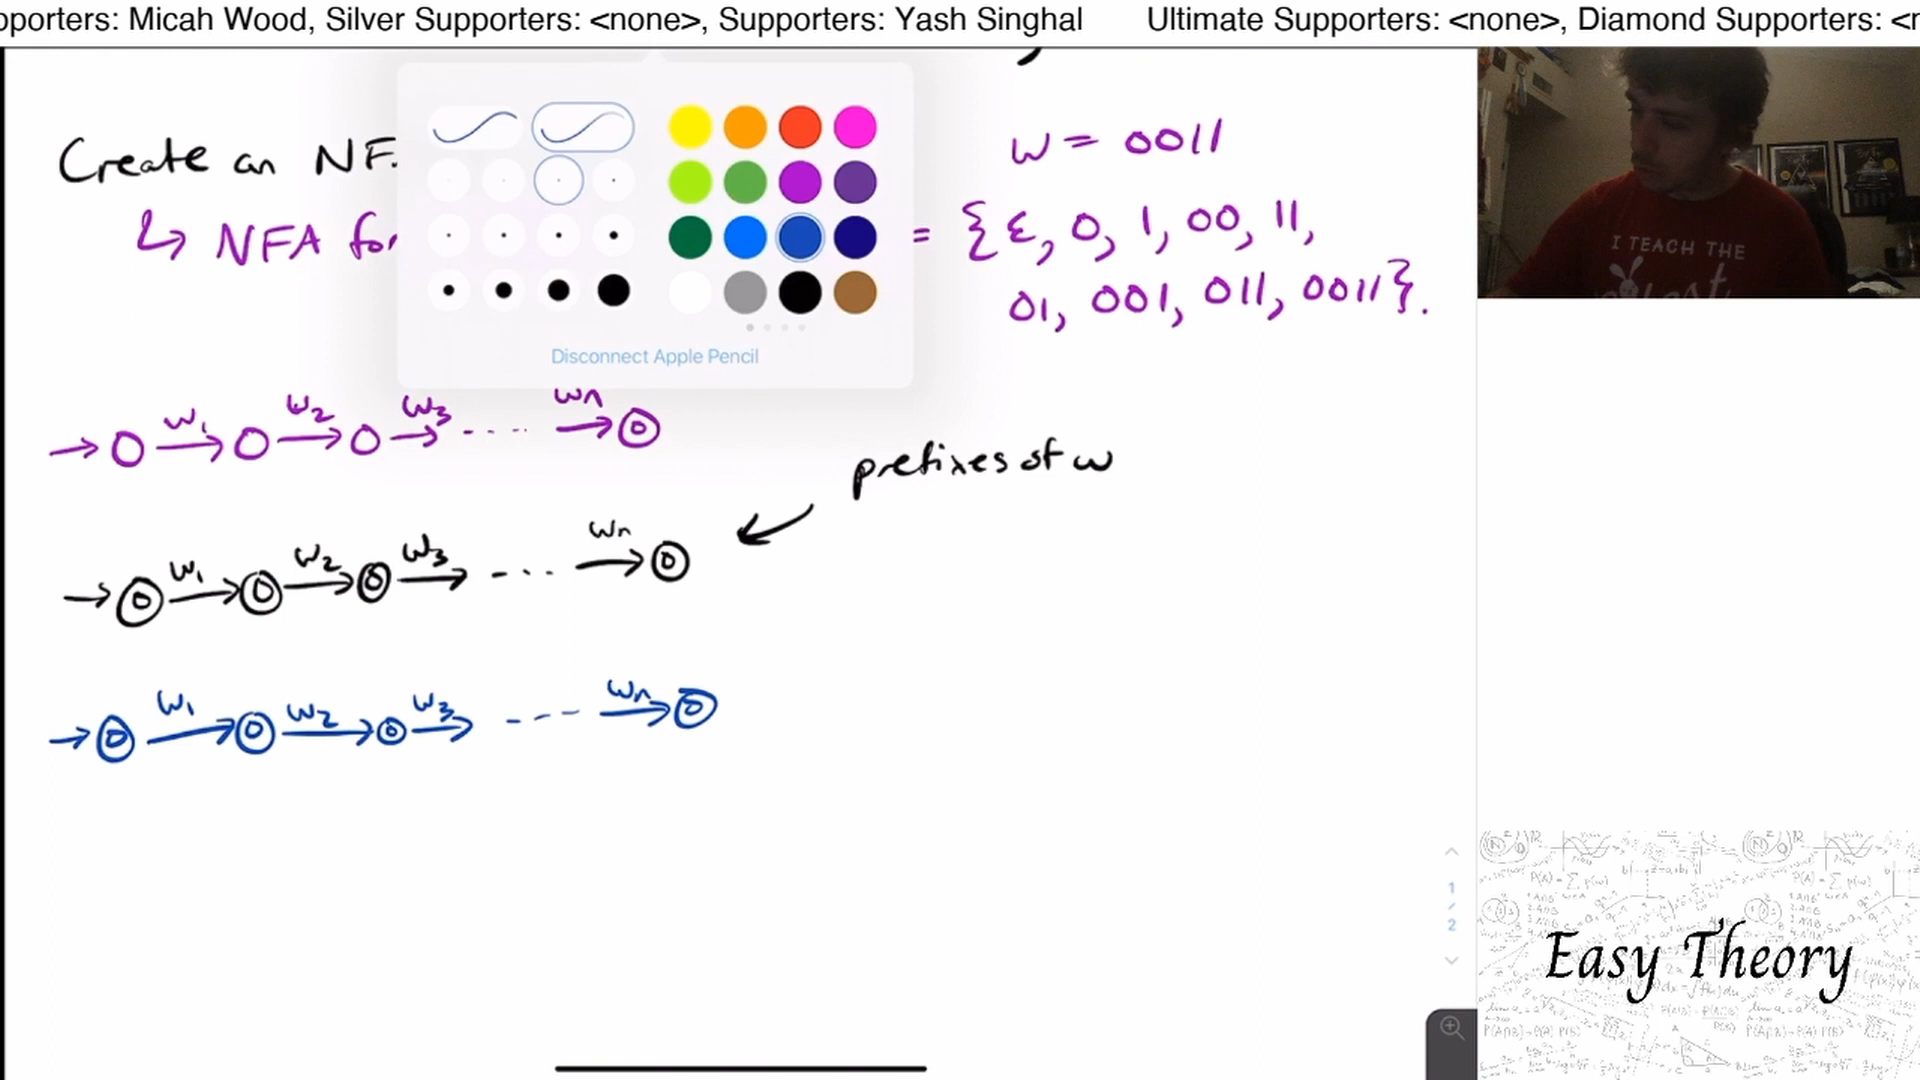 pporters: Micah Wood, Silver Supporters: <none>, Supporters: Yash Singhal Ultimate Supporters: <none>, Diamond Supporters: <n
Create an NF
↳ NFA for
w = 0011
= {ε, 0, 1, 00, 11,
01, 001, 011, 0011}.
Disconnect Apple Pencil
w1 w2 w3 .... wn
prefixes of w
w1 w2 w3 ... wn
w1 w2 w3 --- wn
I TEACH THE
1
2
Easy Theory